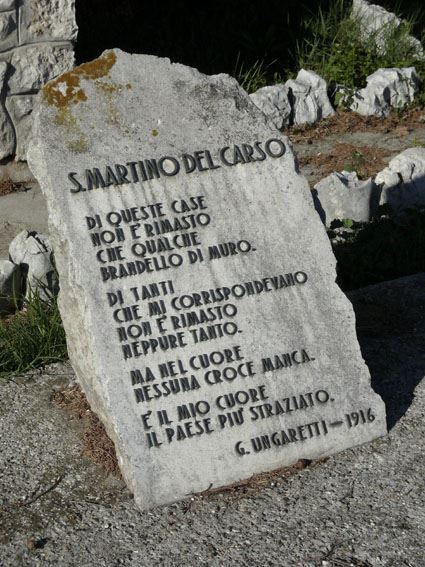 S. MARTINO DEL CARSO
DI QUESTE CASE
NON È RIMASTO
CHE QUALCHE
BRANDELLO DI MURO.
DI TANTI
CHE MI CORRISPONDEVANO
NON È RIMASTO
NEPPURE TANTO.
MA NEL CUORE
NESSUNA CROCE MANCA.
E' IL MIO CUORE
IL PAESE PIU' STRAZIATO.
G. UNGARETTI - 1916